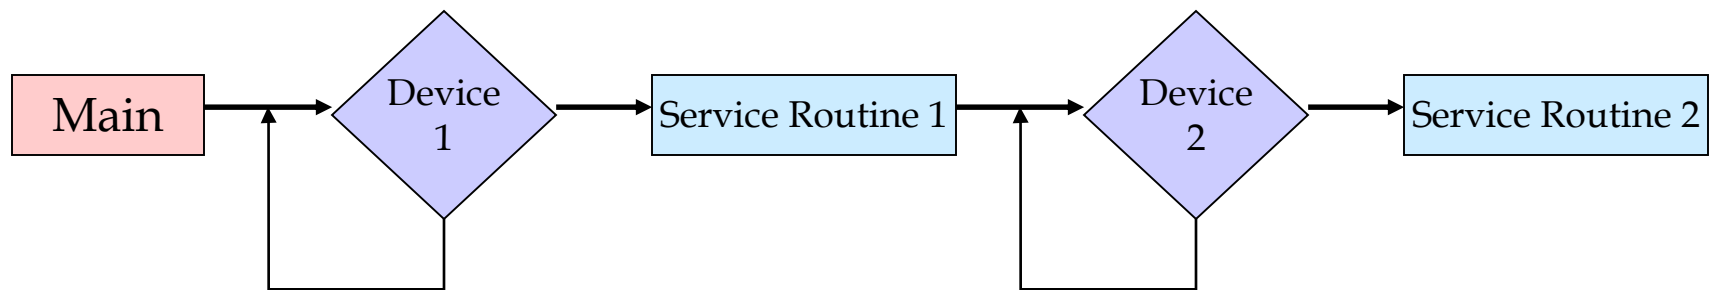 Main
Device
1
Service Routine 1
Device
2
Service Routine 2